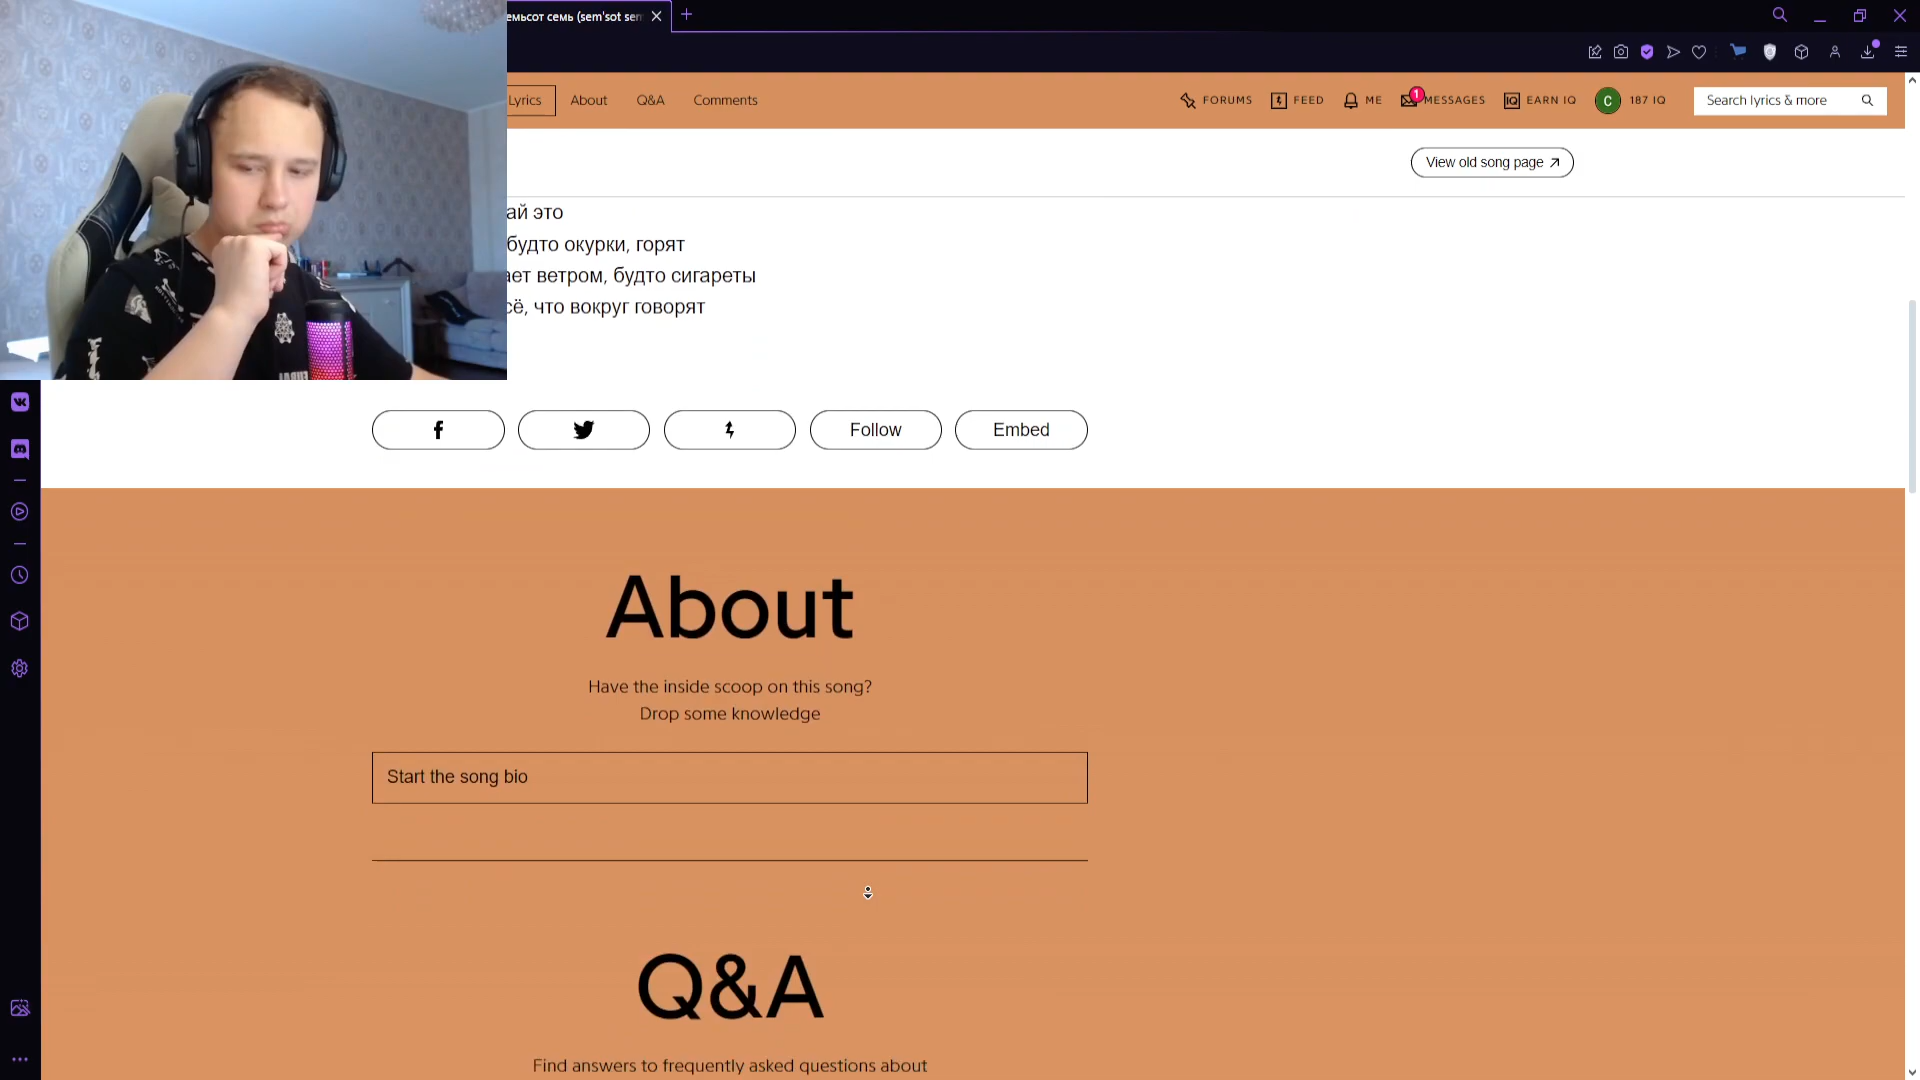 семьсот семь (sem'sot sem
Lyrics
About
Q&A
Comments
FORUMS
FEED
ME
1
MESSAGES
IQ
EARN IQ
C
187 IQ
Search lyrics & more
View old song page
ай это
будто окурки, горят
ает ветром, будто сигареты
сё, что вокруг говорят
f
Follow
Embed
About
Have the inside scoop on this song?
Drop some knowledge
Start the song bio
Q&A
Find answers to frequently asked questions about